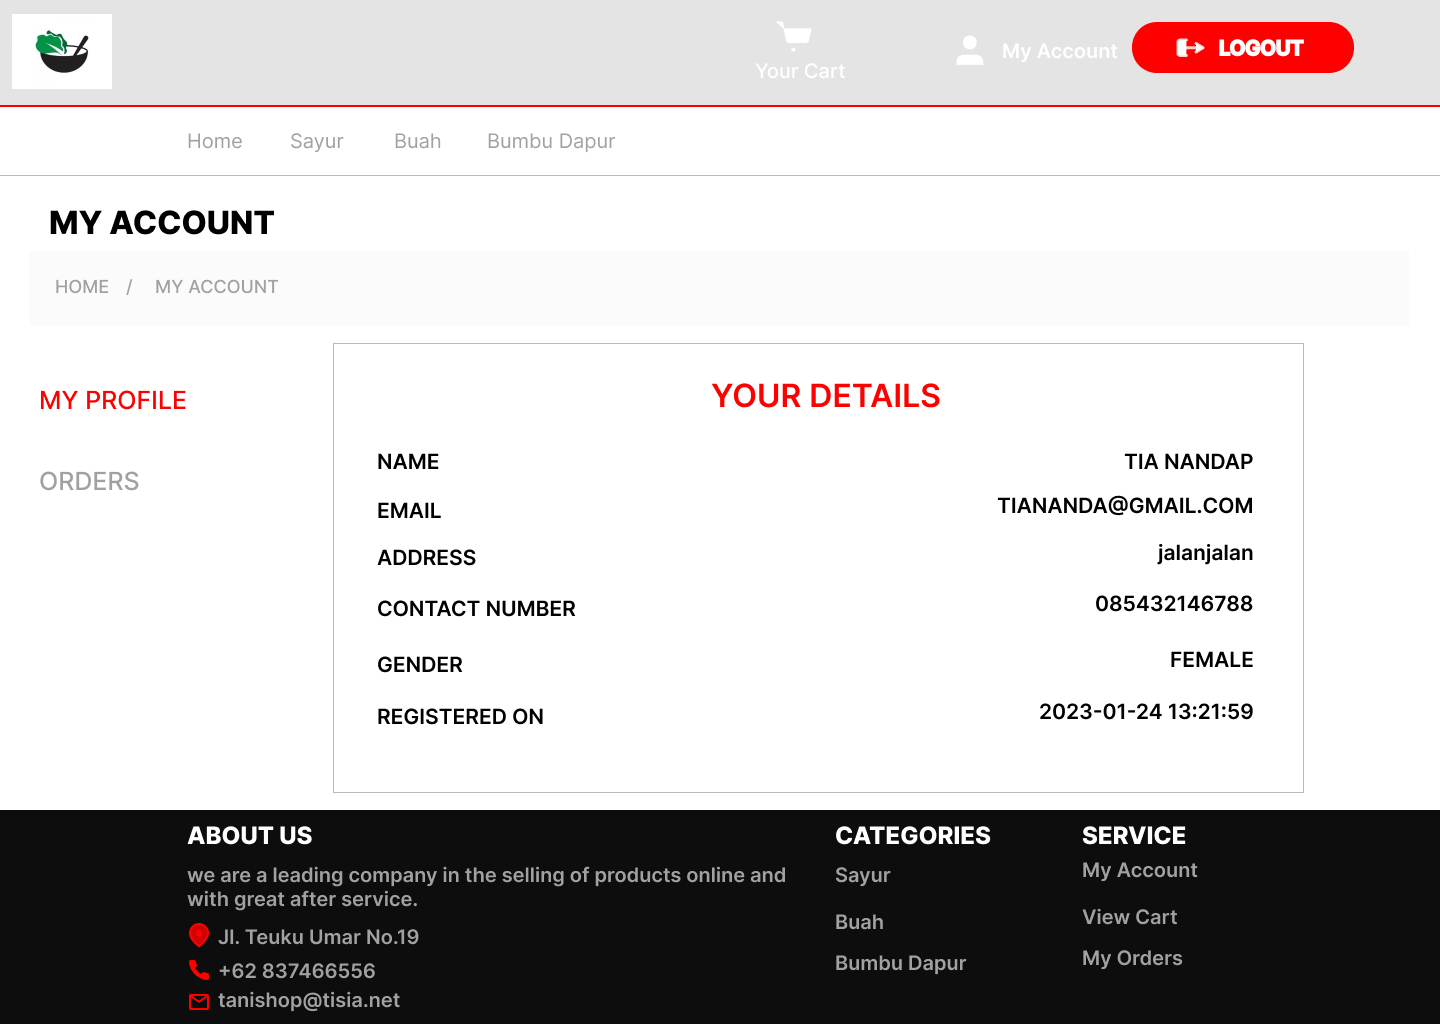 Your Cart
My Account
LOGOUT
Home
Sayur
Buah
Bumbu Dapur
MY ACCOUNT
HOME / MY ACCOUNT
MY PROFILE
ORDERS
YOUR DETAILS
NAME
TIA NANDAP
EMAIL
TIANANDA@GMAIL.COM
ADDRESS
jalanjalan
CONTACT NUMBER
085432146788
GENDER
FEMALE
REGISTERED ON
2023-01-24 13:21:59
ABOUT US
we are a leading company in the selling of products online and
with great after service.
Jl. Teuku Umar No.19
+62 837466556
tanishop@tisia.net
CATEGORIES
Sayur
Buah
Bumbu Dapur
SERVICE
My Account
View Cart
My Orders